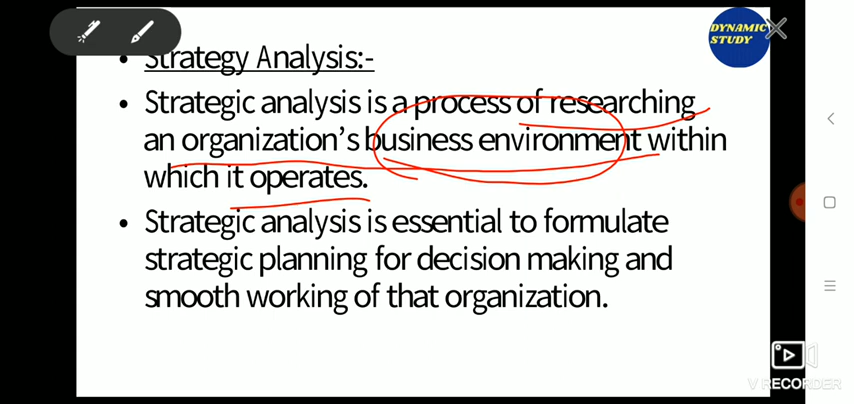 DYNAMIC
STUDY
• Strategy Analysis:-
• Strategic analysis is a process of researching
an organization's business environment within
which it operates.
• Strategic analysis is essential to formulate
strategic planning for decision making and
smooth working of that organization.
V RECORDER